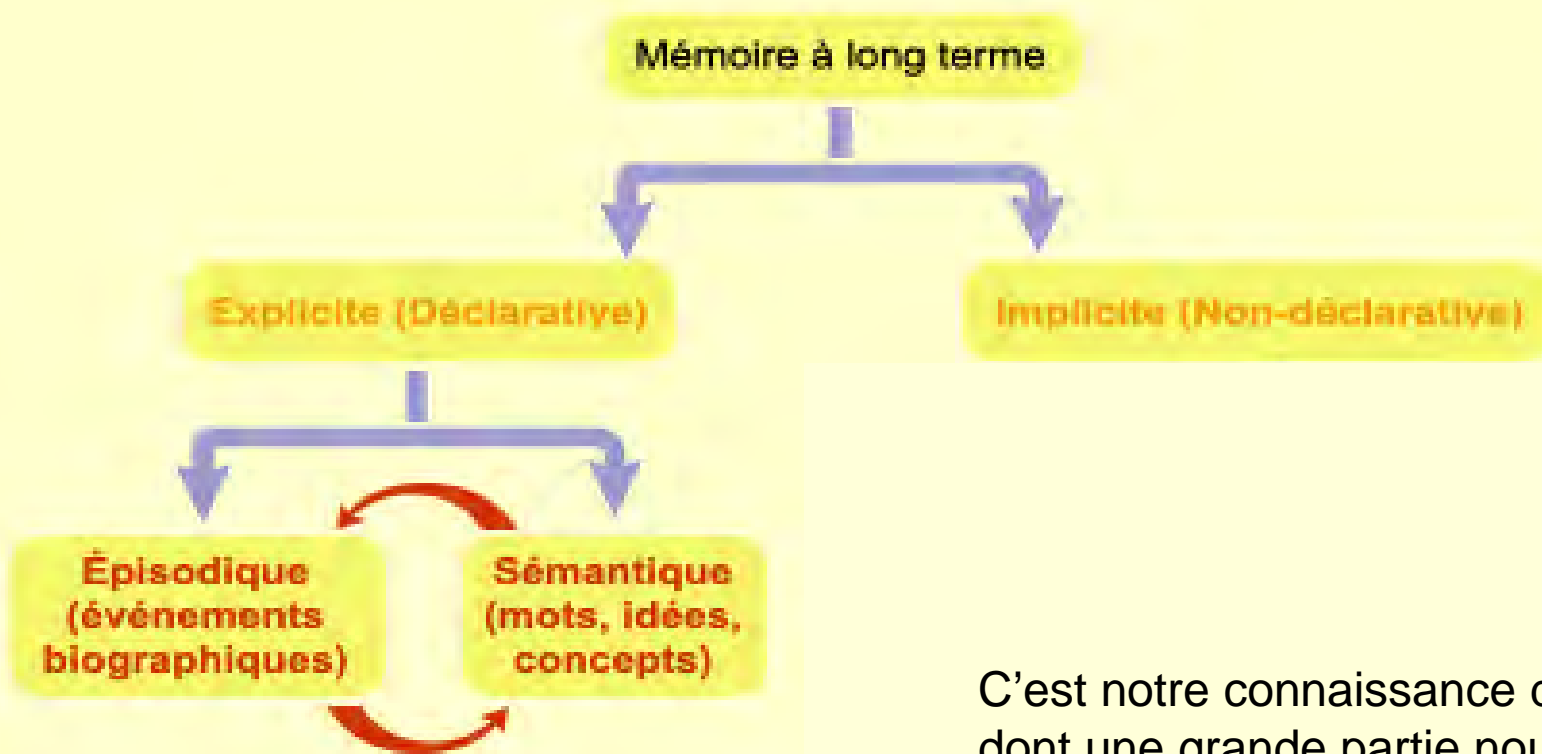 Mémoire à long terme
Explicite (Déclarative)
Implicite (Non-déclarative)
Épisodique
(événements
biographiques)
Sémantique
(mots, idées,
concepts)
C’est notre connaissance
dont une grande partie